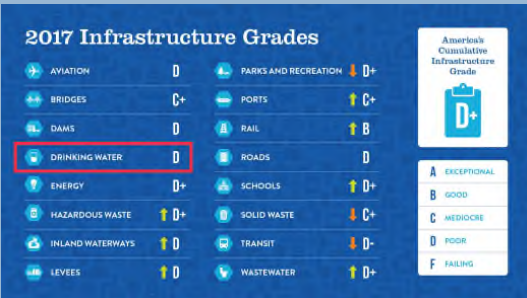 2017 Infrastructure Grades
AVIATION D
BRIDGES C+
DAMS D
DRINKING WATER D
ENERGY D+
HAZARDOUS WASTE ↑ D+
INLAND WATERWAYS ↑ D
LEVEES ↑ D
PARKS AND RECREATION ↓ D+
PORTS ↑ C+
RAIL ↑ B
ROADS D
SCHOOLS ↑ D+
SOLID WASTE ↓ C+
TRANSIT ↓ D-
WASTEWATER ↑ D+
America's
Cumulative
Infrastructure
Grade
D+
A EXCEPTIONAL
B GOOD
C MEDIOCRE
D POOR
F FAILING